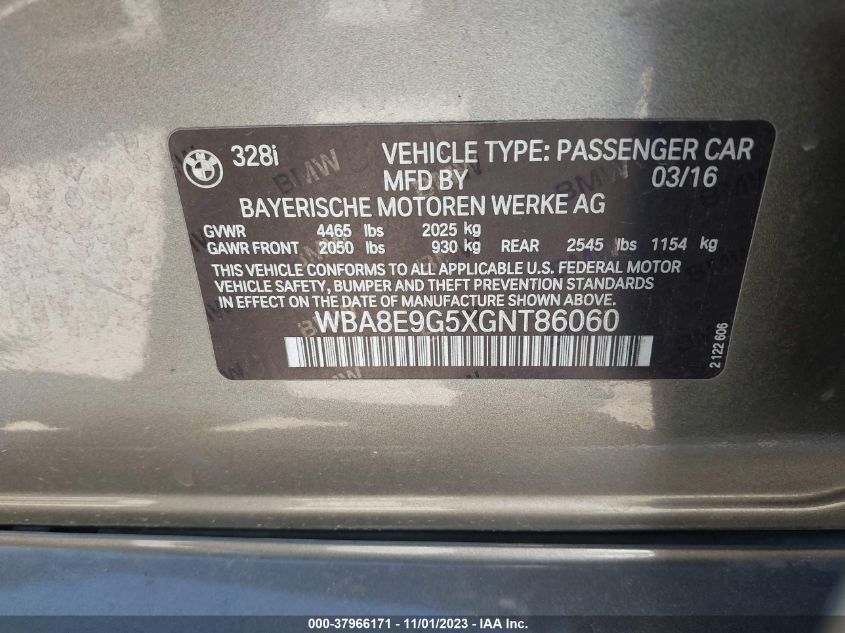 328i VEHICLE TYPE: PASSENGER CAR
MFD BY 03/16
BAYERISCHE MOTOREN WERKE AG
GVWR 4465 lbs 2025 kg
GAWR FRONT 2050 lbs 930 kg REAR 2545 lbs 1154 kg
THIS VEHICLE CONFORMS TO ALL APPLICABLE U.S. FEDERAL MOTOR
VEHICLE SAFETY, BUMPER AND THEFT PREVENTION STANDARDS
IN EFFECT ON THE DATE OF MANUFACTURE SHOWN ABOVE.
WBA8E9G5XGNT86060
2 122 606
000-37966171 - 11/01/2023 - www.iaai.com